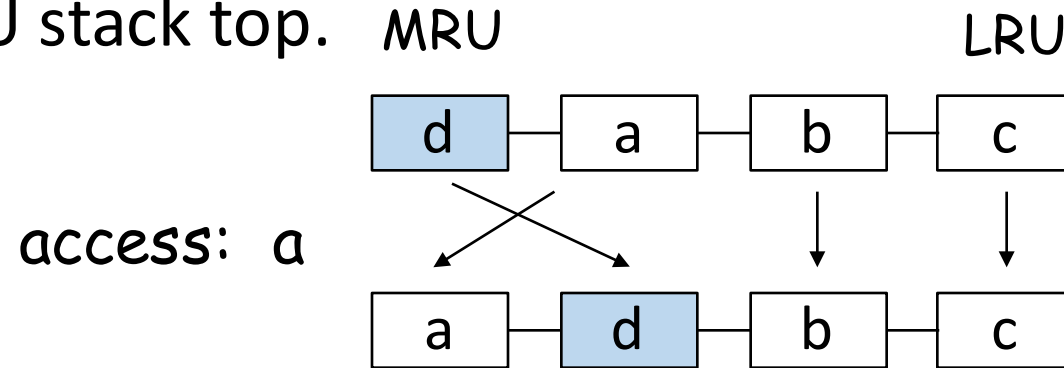 U stack top. MRU LRU
d a b c
access: a
a d b c